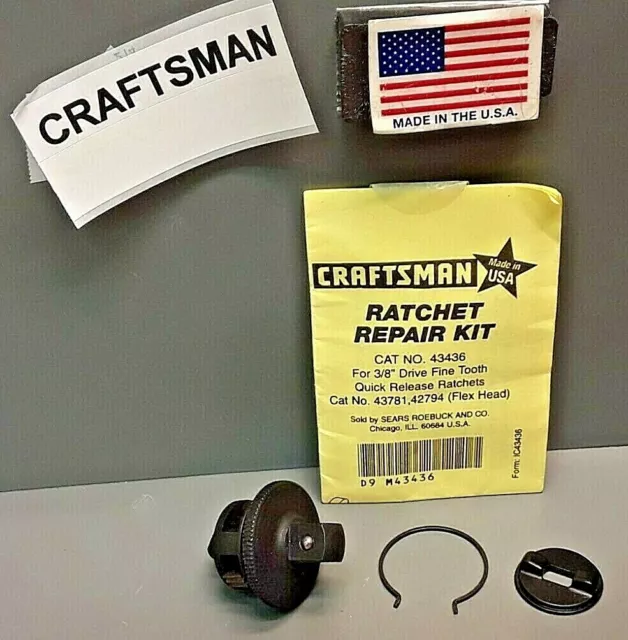 CRAFTSMAN
MADE IN THE U.S.A.
CRAFTSMAN
Made in
USA
RATCHET
REPAIR KIT
CAT NO. 43436
For 3/8" Drive Fine Tooth
Quick Release Ratchets
Cat No. 43781,42794 (Flex Head)
Sold by SEARS ROEBUCK AND CO.
Chicago, ILL. 60684 U.S.A.
D9 M43436
Form: IC43436